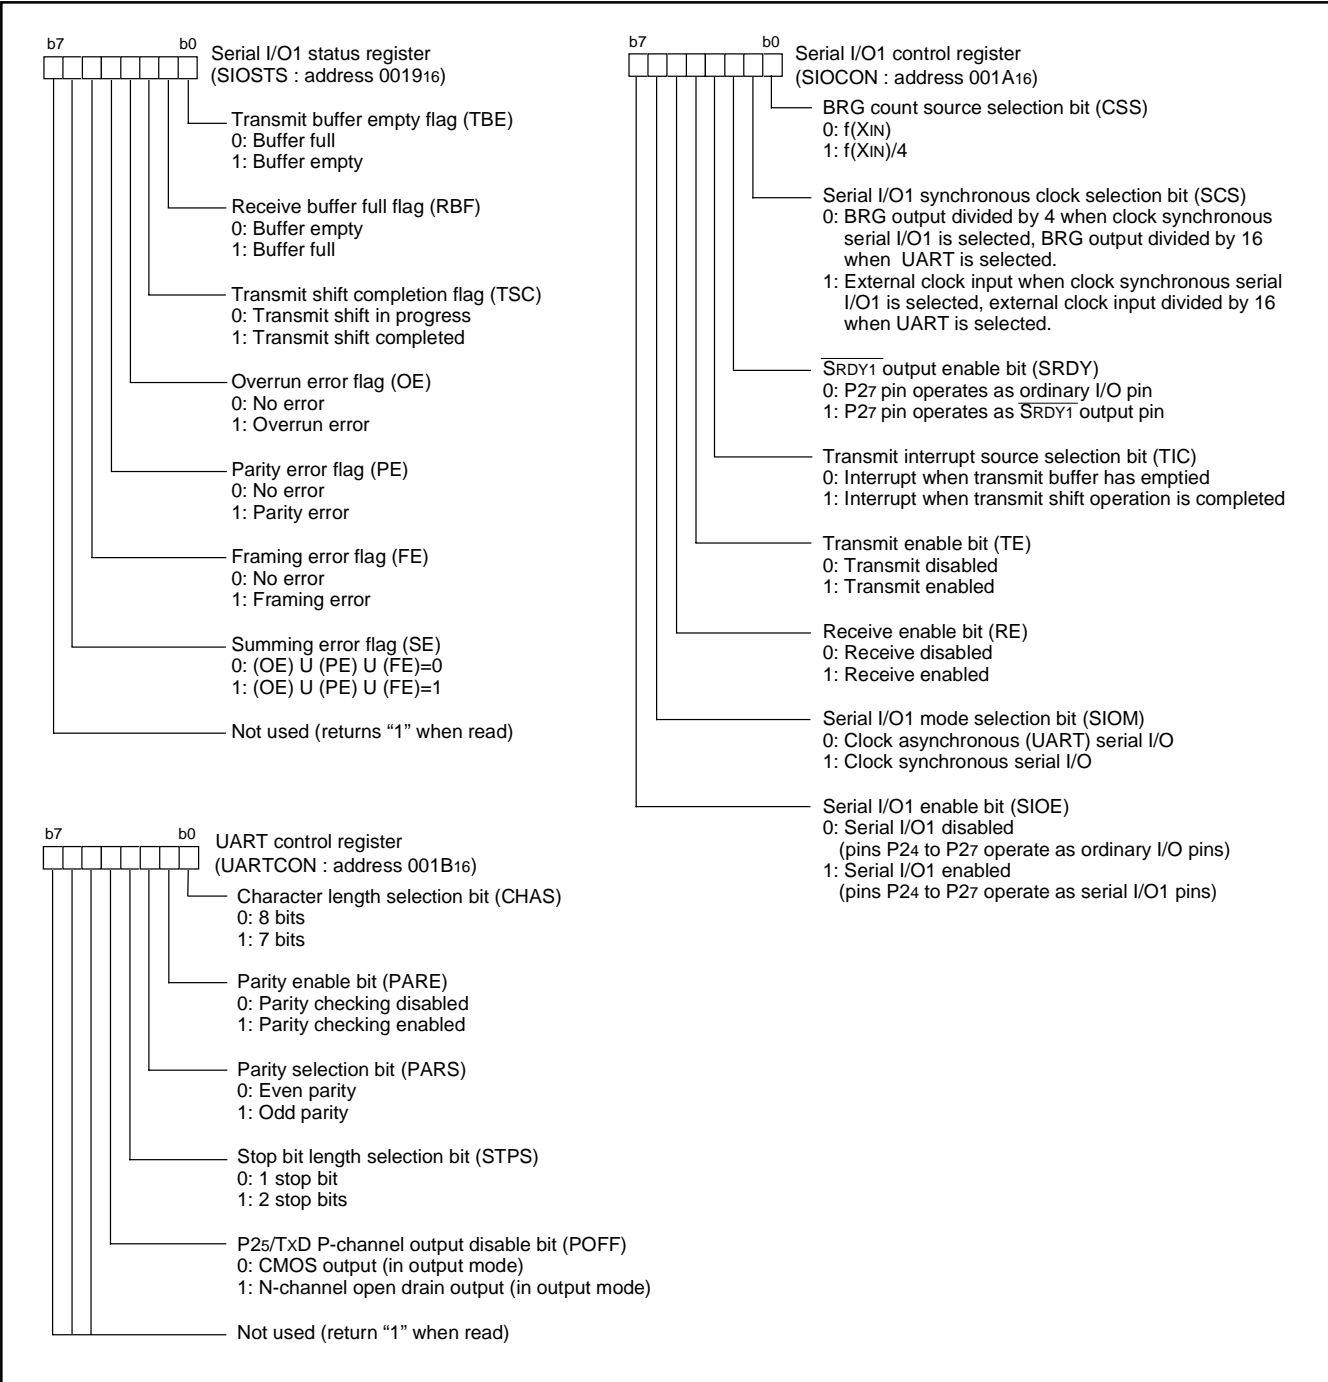 b7 b0 Serial I/O1 status register
(SIOSTS : address 001916)
Transmit buffer empty flag (TBE)
0: Buffer full
1: Buffer empty
Receive buffer full flag (RBF)
0: Buffer empty
1: Buffer full
Transmit shift completion flag (TSC)
0: Transmit shift in progress
1: Transmit shift completed
Overrun error flag (OE)
0: No error
1: Overrun error
Parity error flag (PE)
0: No error
1: Parity error
Framing error flag (FE)
0: No error
1: Framing error
Summing error flag (SE)
0: (OE) U (PE) U (FE)=0
1: (OE) U (PE) U (FE)=1
Not used (returns “1” when read)
b7 b0 UART control register
(UARTCON : address 001B16)
Character length selection bit (CHAS)
0: 8 bits
1: 7 bits
Parity enable bit (PARE)
0: Parity checking disabled
1: Parity checking enabled
Parity selection bit (PARS)
0: Even parity
1: Odd parity
Stop bit length selection bit (STPS)
0: 1 stop bit
1: 2 stop bits
P25/TXD P-channel output disable bit (POFF)
0: CMOS output (in output mode)
1: N-channel open drain output (in output mode)
Not used (return “1” when read)
b7 b0 Serial I/O1 control register
(SIOCON : address 001A16)
BRG count source selection bit (CSS)
0: f(XIN)
1: f(XIN)/4
Serial I/O1 synchronous clock selection bit (SCS)
0: BRG output divided by 4 when clock synchronous
serial I/O1 is selected, BRG output divided by 16
when UART is selected.
1: External clock input when clock synchronous serial
I/O1 is selected, external clock input divided by 16
when UART is selected.
SRDY1 output enable bit (SRDY)
0: P27 pin operates as ordinary I/O pin
1: P27 pin operates as SRDY1 output pin
Transmit interrupt source selection bit (TIC)
0: Interrupt when transmit buffer has emptied
1: Interrupt when transmit shift operation is completed
Transmit enable bit (TE)
0: Transmit disabled
1: Transmit enabled
Receive enable bit (RE)
0: Receive disabled
1: Receive enabled
Serial I/O1 mode selection bit (SIOM)
0: Clock asynchronous (UART) serial I/O
1: Clock synchronous serial I/O
Serial I/O1 enable bit (SIOE)
0: Serial I/O1 disabled
(pins P24 to P27 operate as ordinary I/O pins)
1: Serial I/O1 enabled
(pins P24 to P27 operate as serial I/O1 pins)